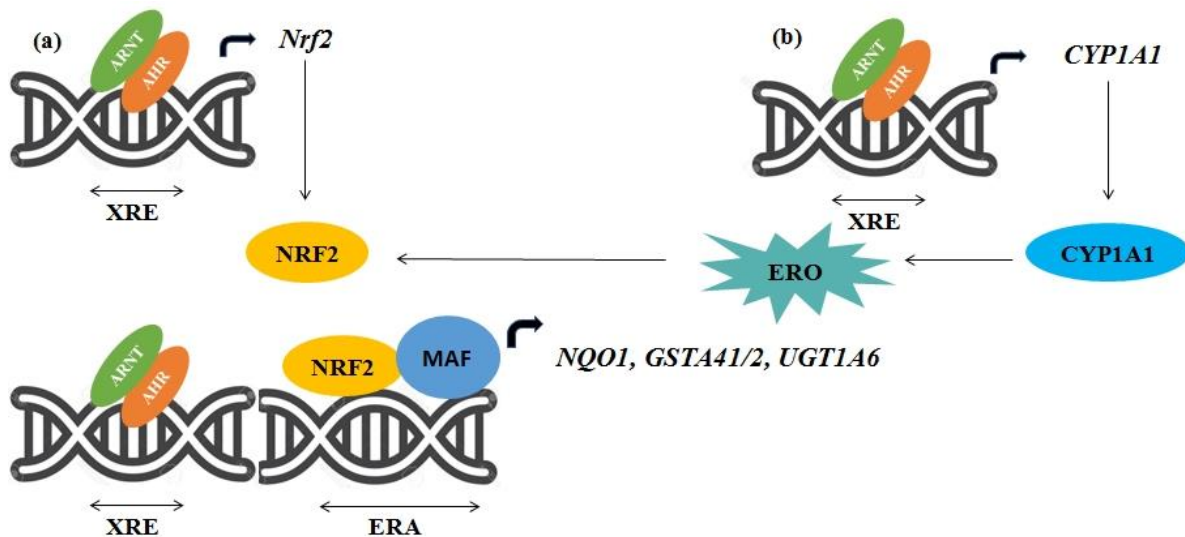 (a)
ARNT
AHR
Nrf2
XRE
(b)
ARNT
AHR
CYP1A1
XRE
NRF2
ERO
CYP1A1
ARNT
AHR
NRF2
MAF
NQO1, GSTA41/2, UGT1A6
XRE
ERA